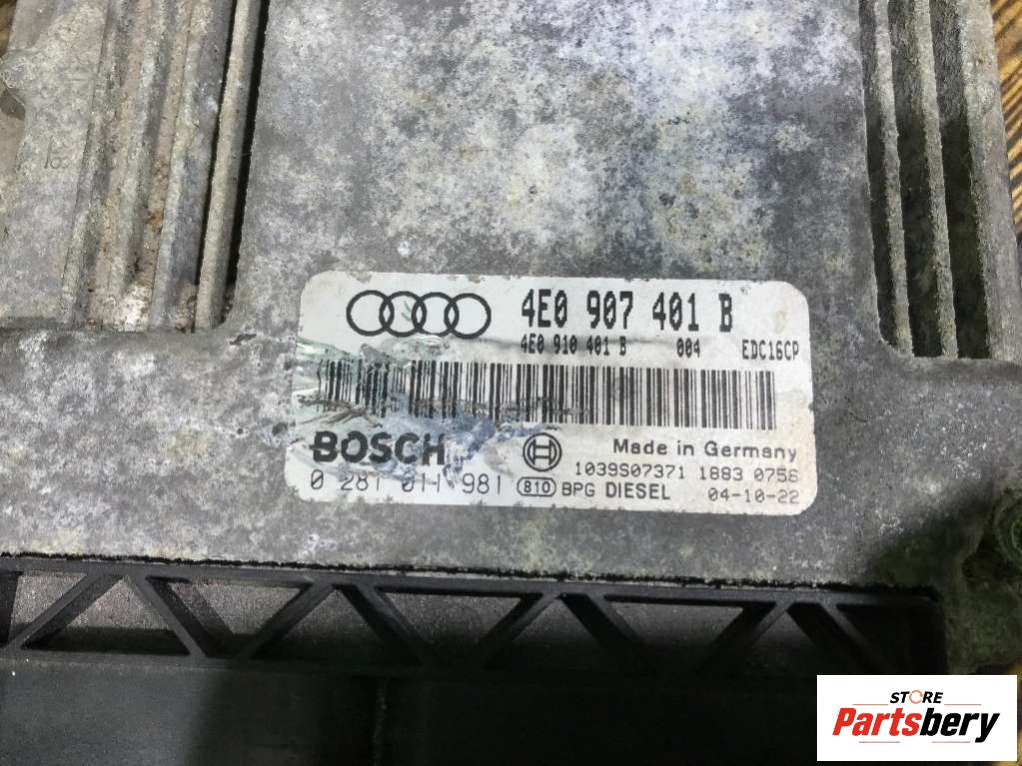 4E0 907 401 B
4E0 910 401 B 004 EDC16CP
BOSCH
Made in Germany
1039S07371 1883 0756
0 281 011 981 810 BPG DIESEL 04-10-22
STORE
Partsbery